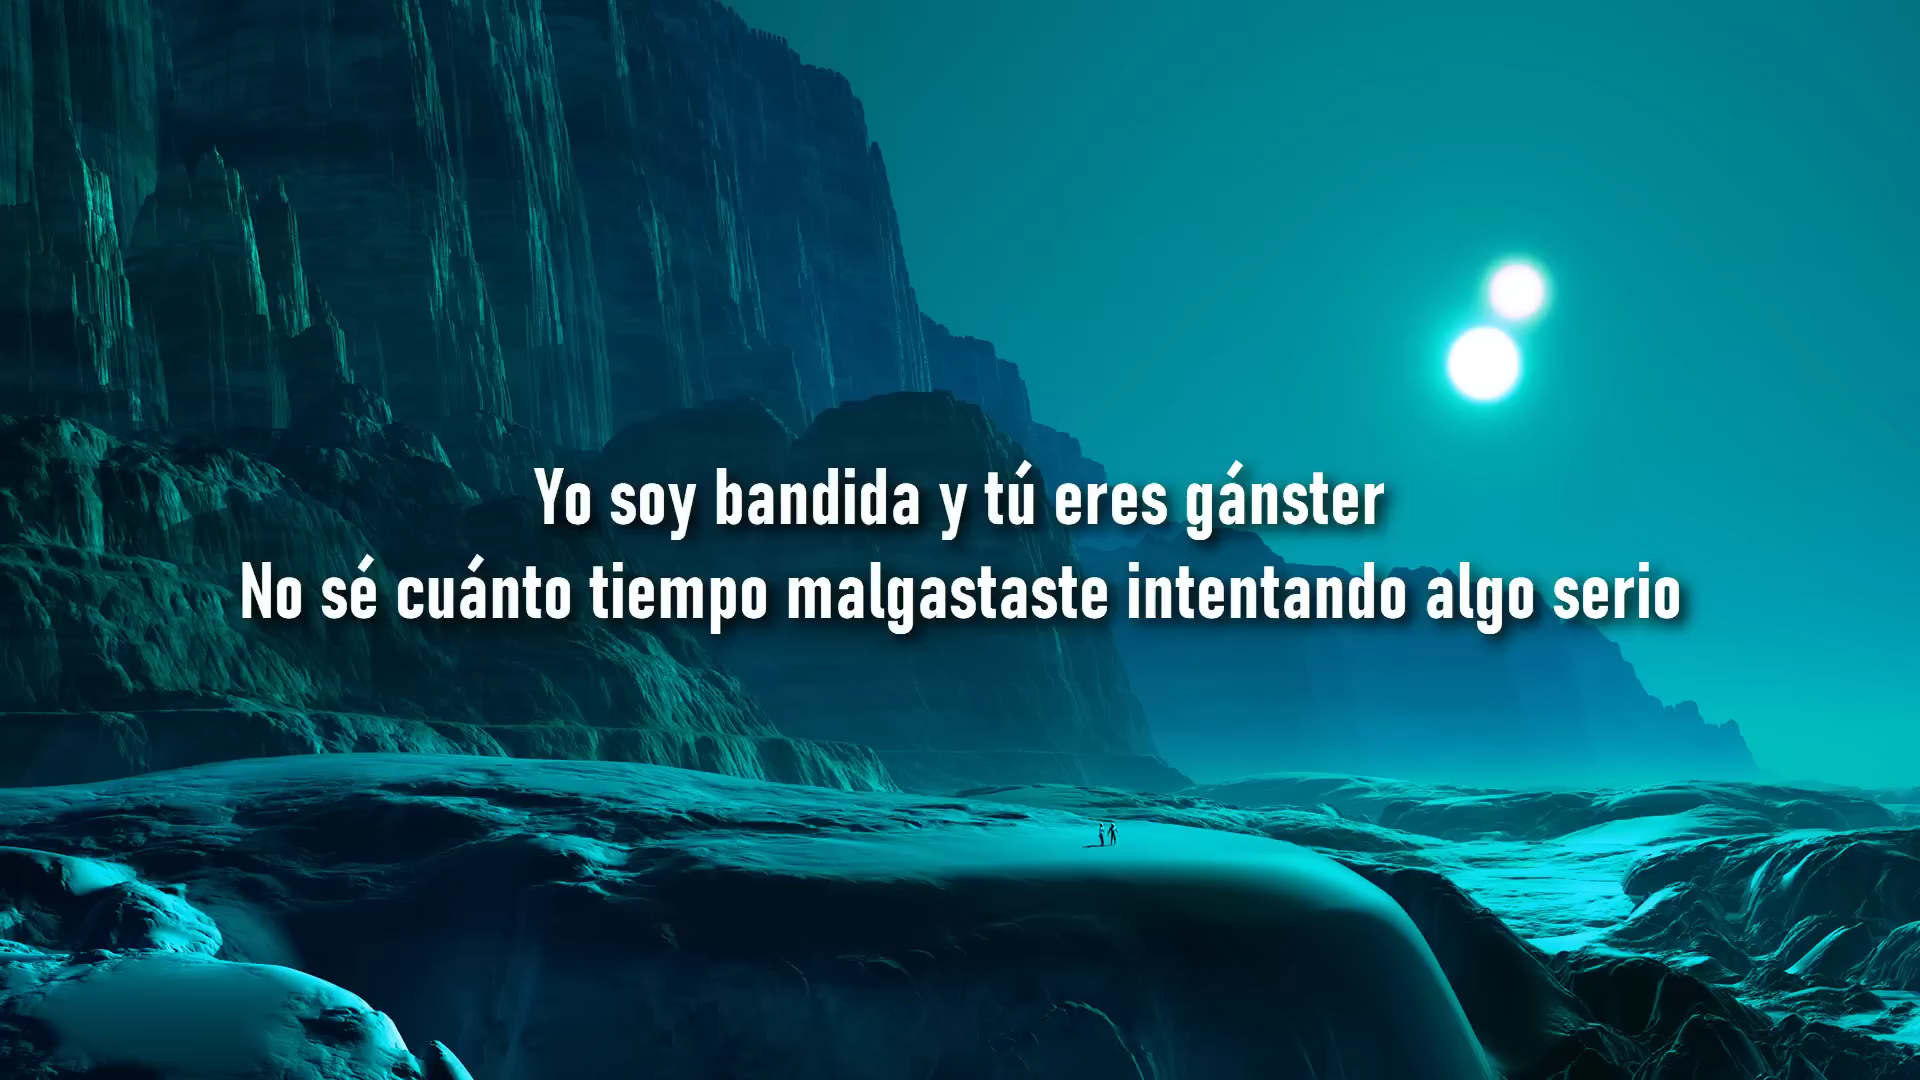 Yo soy bandida y tú eres gánster
No sé cuánto tiempo malgastaste intentando algo serio